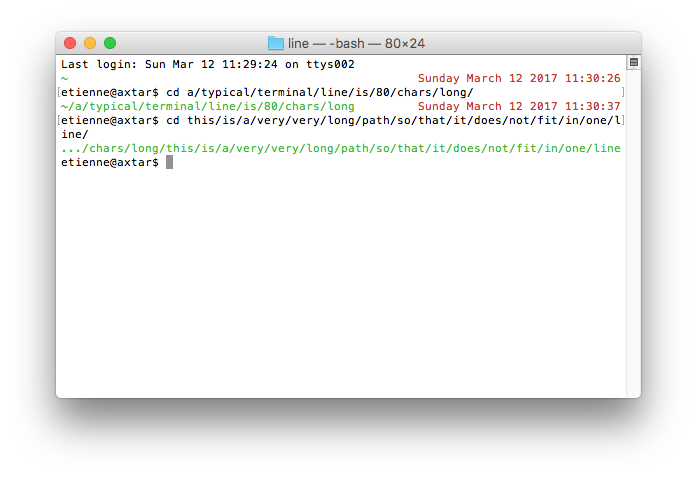 line — -bash — 80×24
Last login: Sun Mar 12 11:29:24 on ttys002
~ Sunday March 12 2017 11:30:26
[etienne@axtar$ cd a/typical/terminal/line/is/80/chars/long/ ]
~/a/typical/terminal/line/is/80/chars/long Sunday March 12 2017 11:30:37
[etienne@axtar$ cd this/is/a/very/very/long/path/so/that/it/does/not/fit/in/one/l]
ine/
.../chars/long/this/is/a/very/very/long/path/so/that/it/does/not/fit/in/one/line
etienne@axtar$